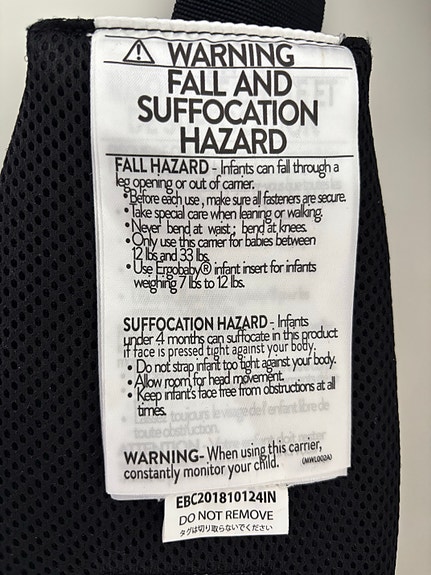 ⚠ WARNING
FALL AND
SUFFOCATION
HAZARD
FALL HAZARD - Infants can fall through a
leg opening or out of carrier.
• Before each use, make sure all fasteners are secure.
• Take special care when leaning or walking.
• Never bend at waist; bend at knees.
• Only use this carrier for babies between
12 lbs and 33 lbs.
• Use Ergobaby® infant insert for infants
weighing 7 lbs to 12 lbs.
SUFFOCATION HAZARD - Infants
under 4 months can suffocate in this product
if face is pressed tight against your body.
• Do not strap infant too tight against your body.
• Allow room for head movement.
• Keep infant's face free from obstructions at all
times.
WARNING- When using this carrier,
constantly monitor your child. (MWL002A)
EBC201810124IN
DO NOT REMOVE
タグは切り取らないでください